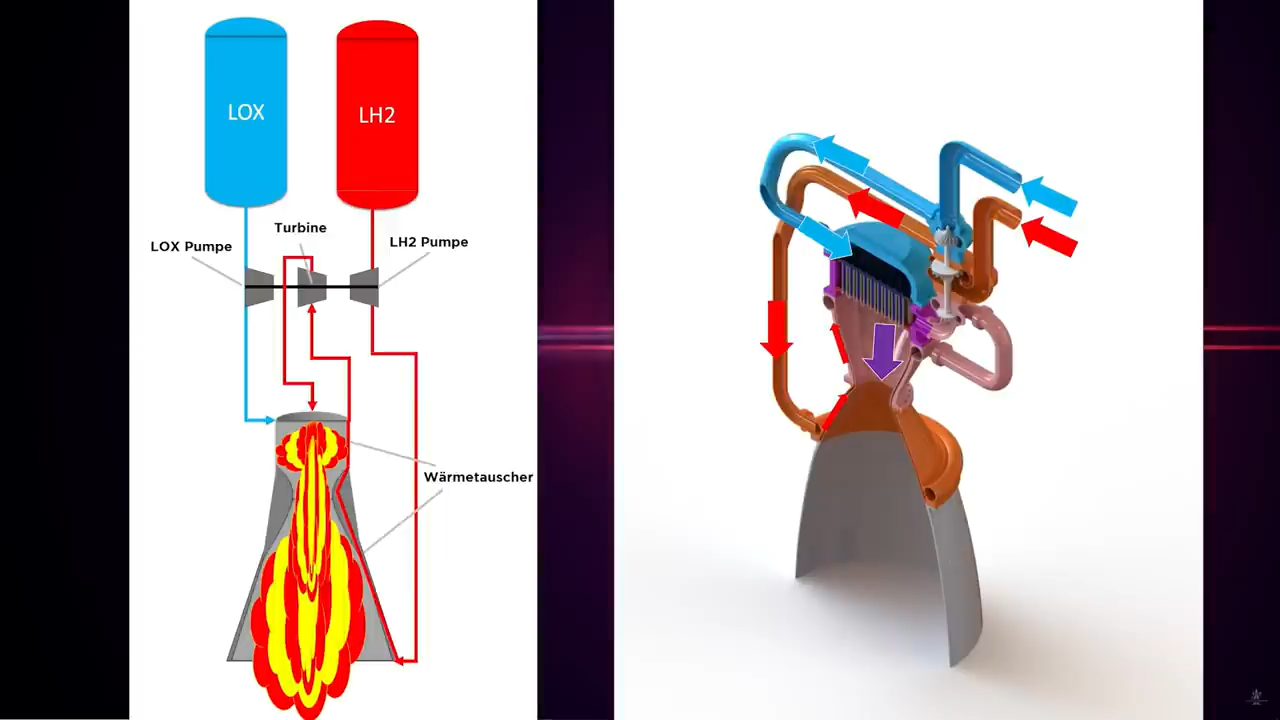 LOX
LH2
Turbine
LOX Pumpe
LH2 Pumpe
Wärmetauscher